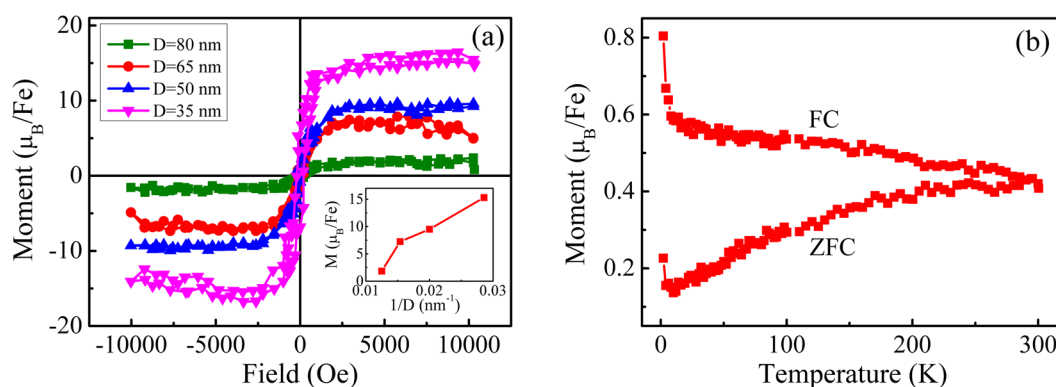 (a)
D=80 nm
D=65 nm
D=50 nm
D=35 nm
20
10
0
-10
-20
Moment (μB/Fe)
-10000 -5000 0 5000 10000
Field (Oe)
15
10
5
0
M (μB/Fe)
0.01 0.02 0.03
1/D (nm-1)
(b)
FC
ZFC
0.8
0.6
0.4
0.2
Moment (μB/Fe)
0 100 200 300
Temperature (K)